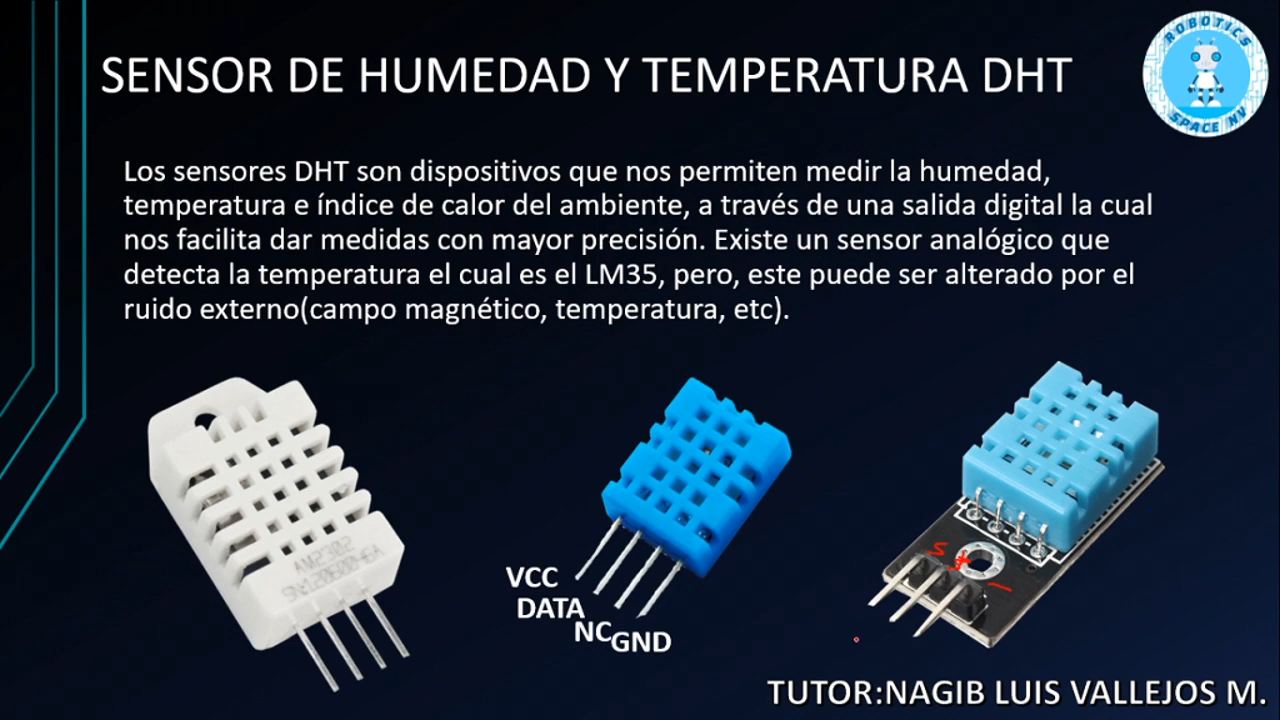 SENSOR DE HUMEDAD Y TEMPERATURA DHT
ROBOTICS
SPACE NV
Los sensores DHT son dispositivos que nos permiten medir la humedad,
temperatura e índice de calor del ambiente, a través de una salida digital la cual
nos facilita dar medidas con mayor precisión. Existe un sensor analógico que
detecta la temperatura el cual es el LM35, pero, este puede ser alterado por el
ruido externo(campo magnético, temperatura, etc).
AM2302
VCC
DATA
NC
GND
S
TUTOR:NAGIB LUIS VALLEJOS M.